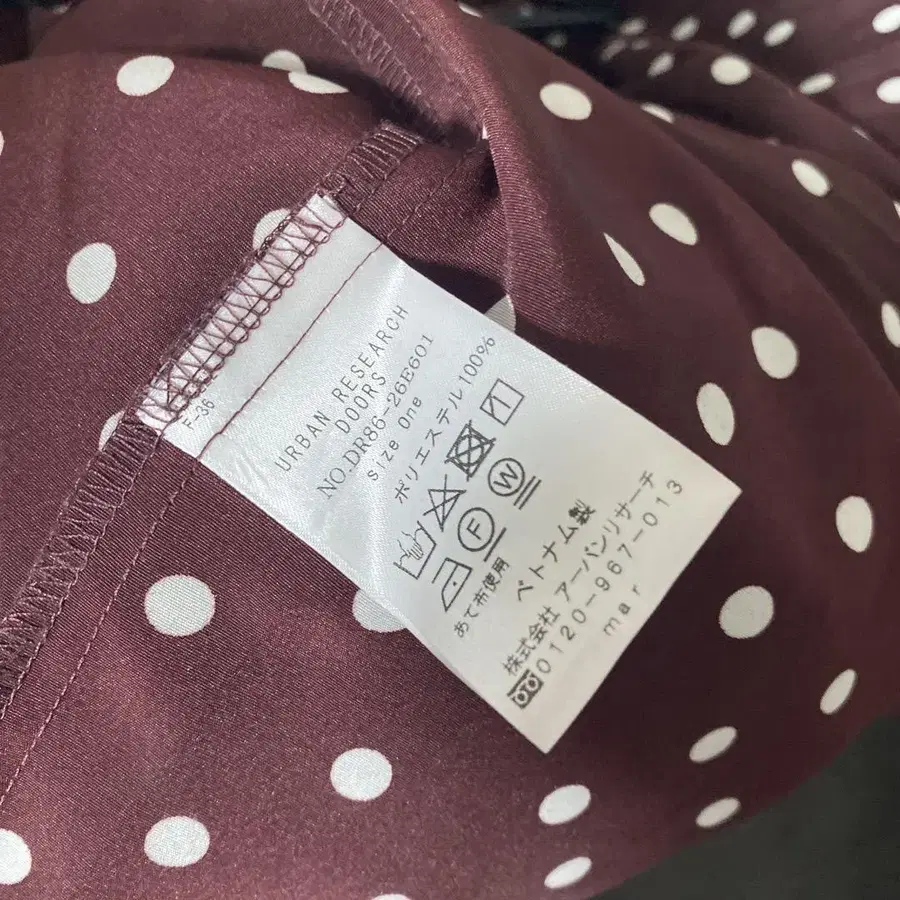 F-36
URBAN RESEARCH
DOORS
NO.DR86-26E601
size one
ポリエステル100%
F
W
あて布使用
ベトナム製
株式会社 アーバンリサーチ
0120-967-013
mar